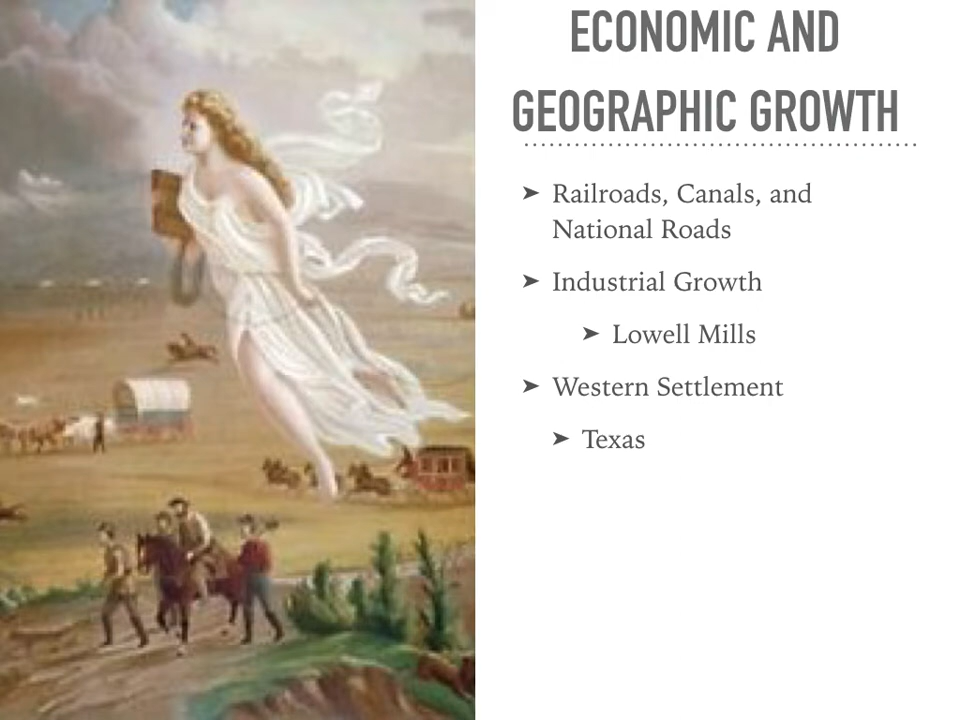 ECONOMIC AND
GEOGRAPHIC GROWTH
➤ Railroads, Canals, and
National Roads
➤ Industrial Growth
➤ Lowell Mills
➤ Western Settlement
➤ Texas